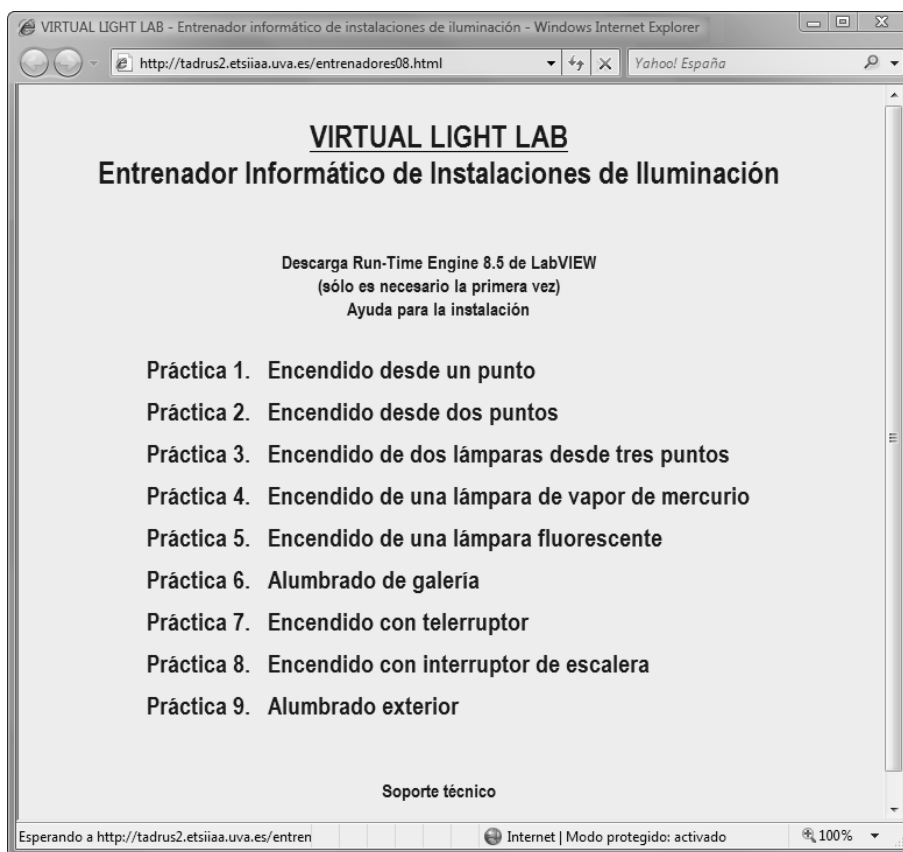 VIRTUAL LIGHT LAB - Entrenador informático de instalaciones de iluminación - Windows Internet Explorer
http://tadrus2.etsiiaa.uva.es/entrenadores08.html
Yahoo! España
VIRTUAL LIGHT LAB
Entrenador Informático de Instalaciones de Iluminación
Descarga Run-Time Engine 8.5 de LabVIEW
(sólo es necesario la primera vez)
Ayuda para la instalación
Práctica 1. Encendido desde un punto
Práctica 2. Encendido desde dos puntos
Práctica 3. Encendido de dos lámparas desde tres puntos
Práctica 4. Encendido de una lámpara de vapor de mercurio
Práctica 5. Encendido de una lámpara fluorescente
Práctica 6. Alumbrado de galería
Práctica 7. Encendido con telerruptor
Práctica 8. Encendido con interruptor de escalera
Práctica 9. Alumbrado exterior
Soporte técnico
Esperando a http://tadrus2.etsiiaa.uva.es/entren Internet | Modo protegido: activado 100%